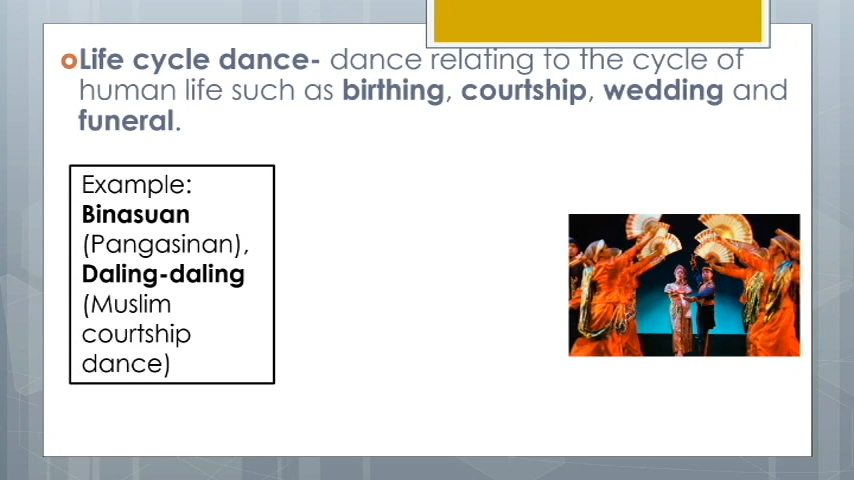 Life cycle dance- dance relating to the cycle of
human life such as birthing, courtship, wedding and
funeral.
Example:
Binasuan
(Pangasinan),
Daling-daling
(Muslim
courtship
dance)